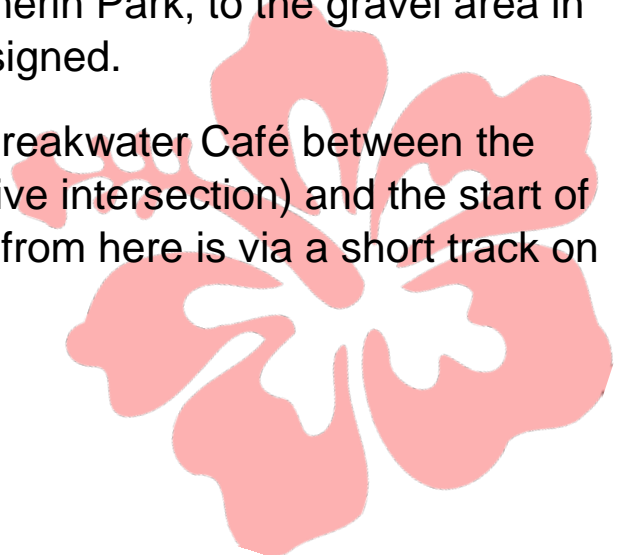 to the gravel area in
signed.
reakwater Café between the
ive intersection) and the start of
from here is via a short track on